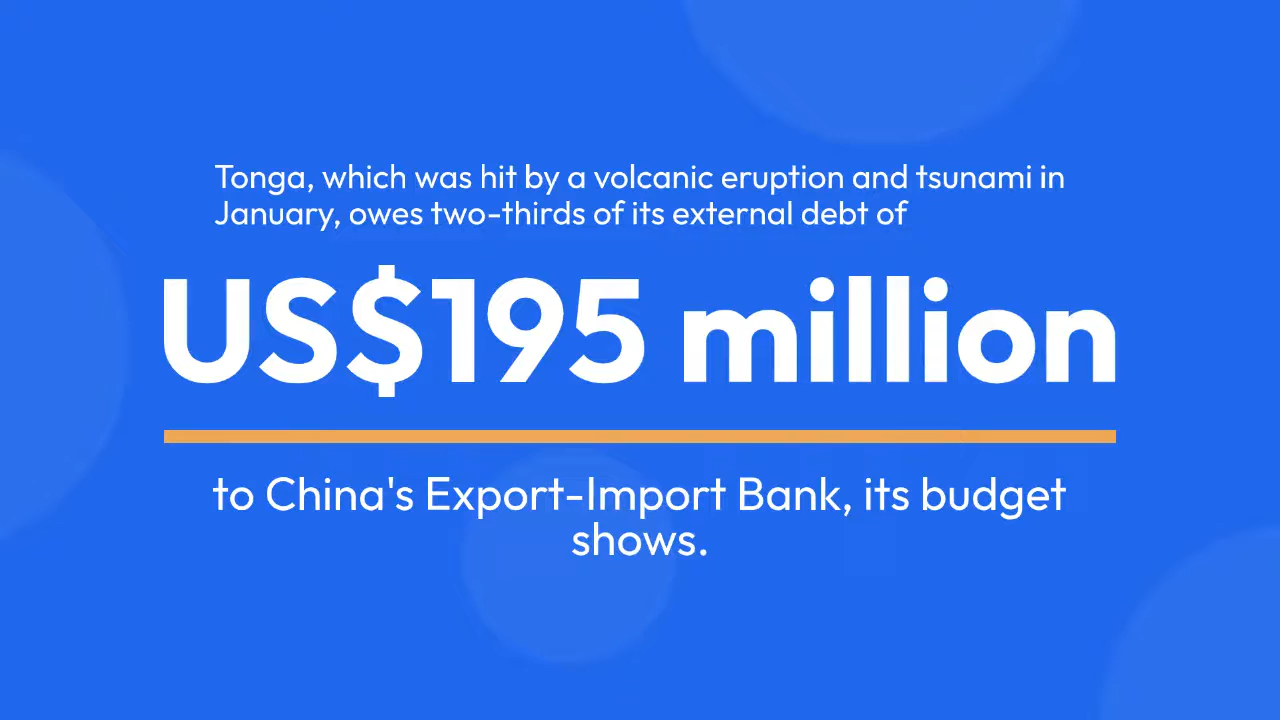 Tonga, which was hit by a volcanic eruption and tsunami in
January, owes two-thirds of its external debt of
US$195 million
to China's Export-Import Bank, its budget
shows.